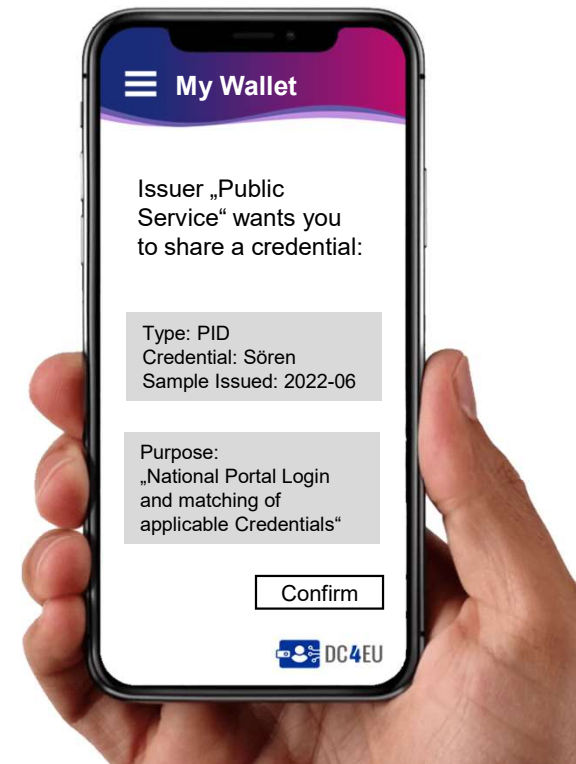 My Wallet
Issuer „Public
Service“ wants you
to share a credential:
Type: PID
Credential: Sören
Sample Issued: 2022-06
Purpose:
„National Portal Login
and matching of
applicable Credentials“
Confirm
DC4EU